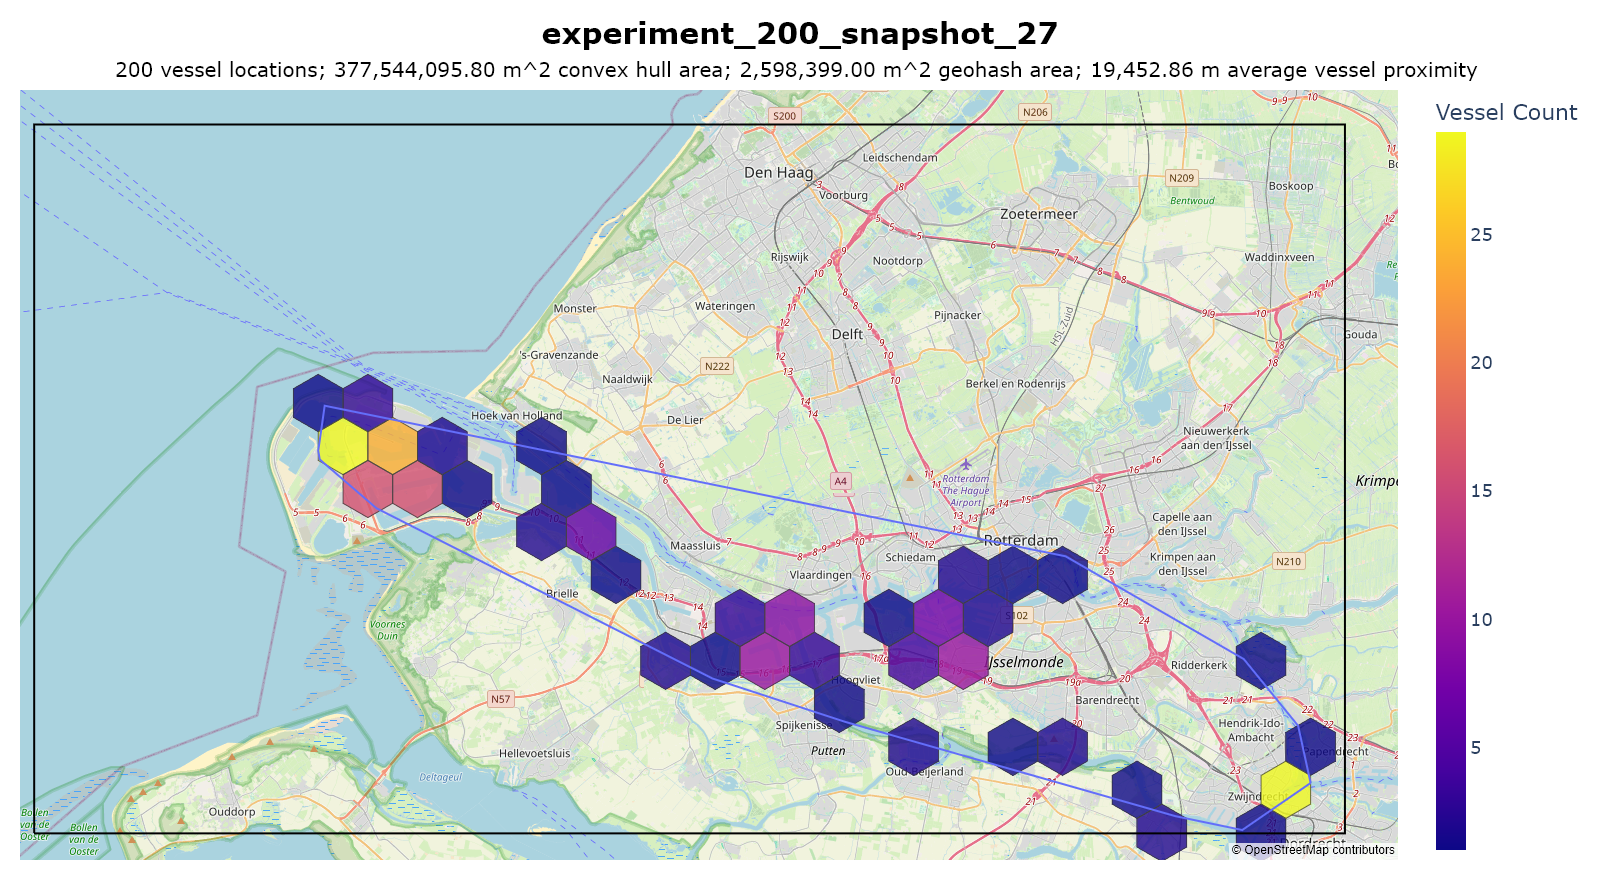 experiment_200_snapshot_27
200 vessel locations; 377,544,095.80 m^2 convex hull area; 2,598,399.00 m^2 geohash area; 19,452.86 m average vessel proximity
Vessel Count
25
20
15
10
5
S200
N206
Den Haag
Leidschendam
Voorburg
N209
Boskoop
Bentwoud
Zoetermeer
Rijswijk
Nootdorp
Waddinxveen
Monster
Wateringen
Pijnacker
HSL-Zuid
Delft
Gouda
's-Gravenzande
N222
Naaldwijk
Berkel en Rodenrijs
Hoek van Holland
De Lier
Nieuwerkerk
aan den IJssel
A4
Rotterdam
The Hague
Airport
Capelle aan
den IJssel
Rotterdam
Maassluis
Schiedam
Krimpen aan
den IJssel
N210
Vlaardingen
Brielle
Voornes
Duin
S102
IJsselmonde
Ridderkerk
Hoogvliet
N57
Barendrecht
Spijkenisse
Hendrik-Ido-
Ambacht
Putten
Papendrecht
Hellevoetsluis
Oud-Beijerland
Deltageul
Zwijndrecht
Ouddorp
Bollen
van de
Ooster
Bollen
van de
Ooster
Dordrecht
© OpenStreetMap contributors